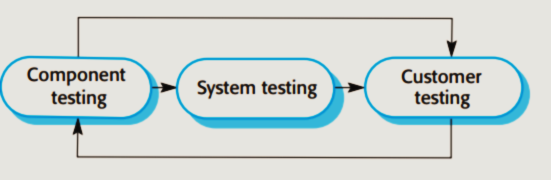 Component
testing
System testing
Customer
testing